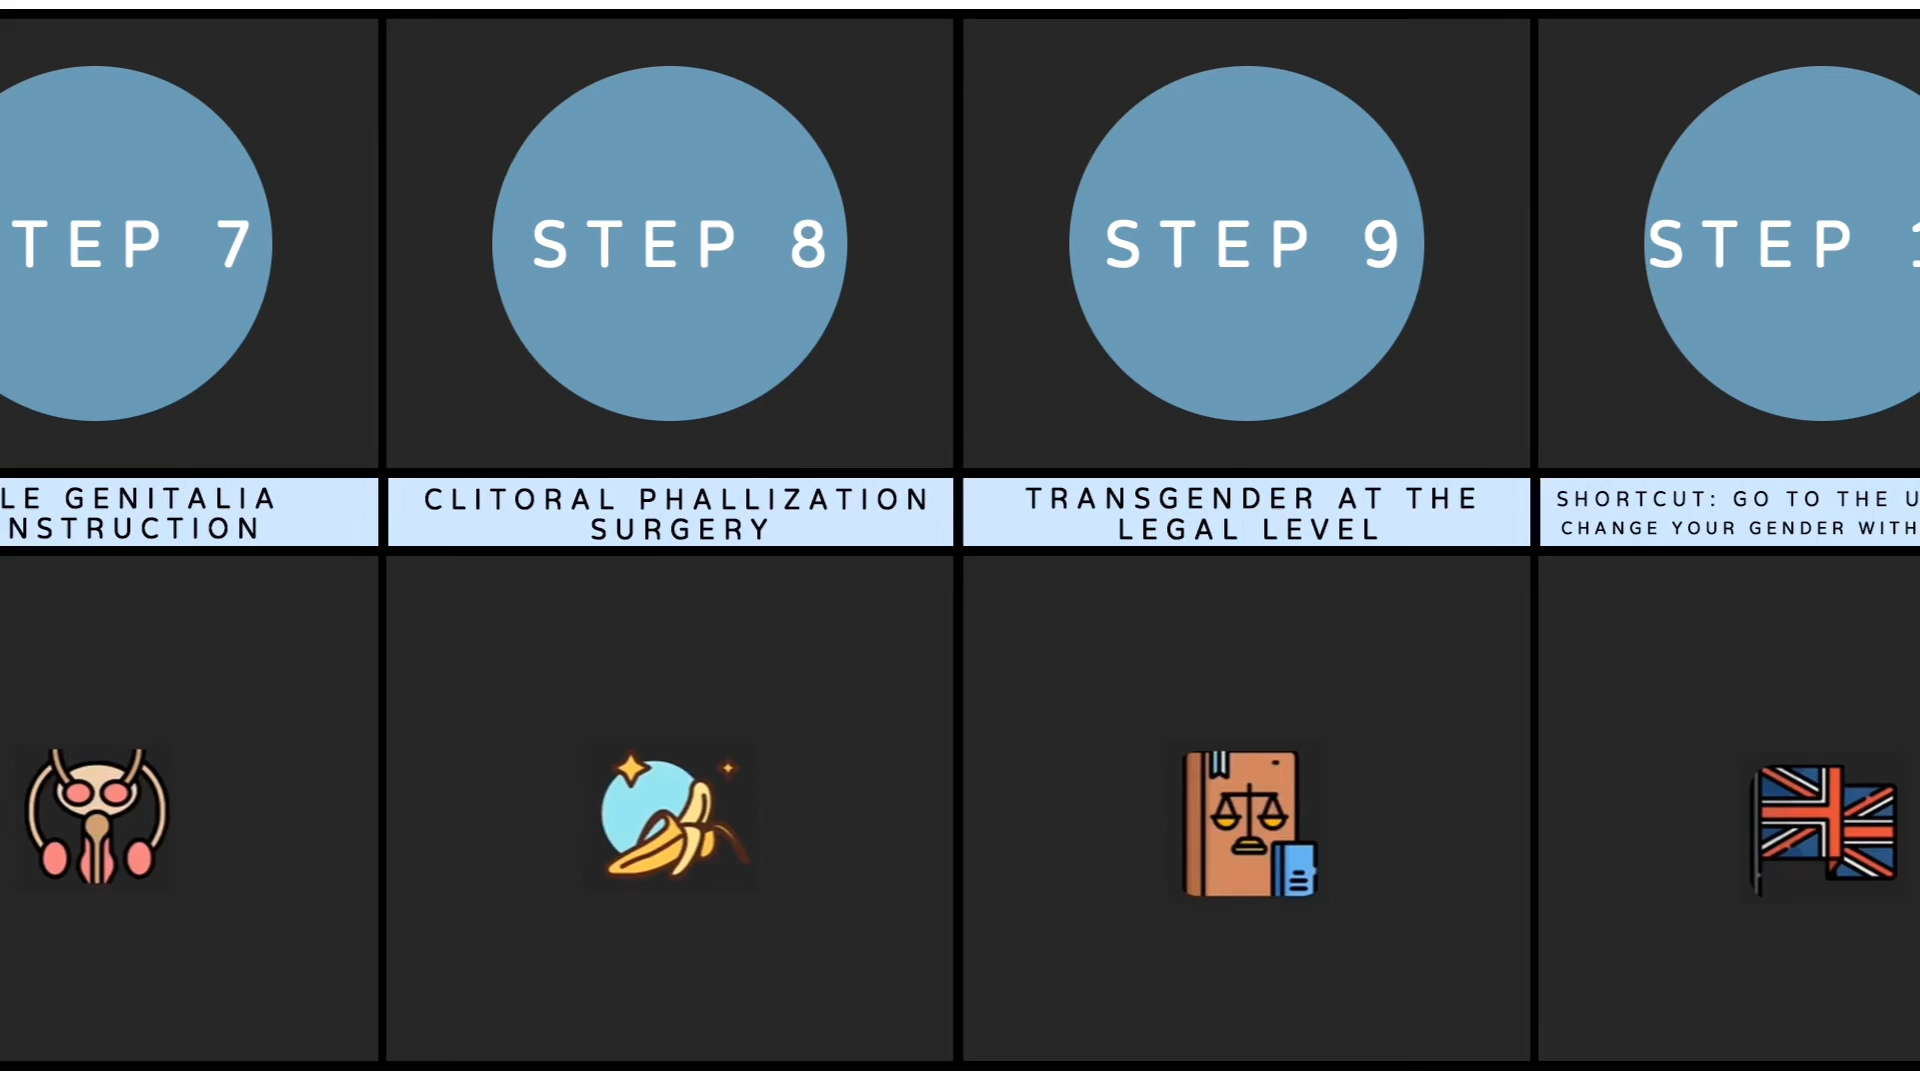 TEP 7
STEP 8
STEP 9
STEP 1
LE GENITALIA
NSTRUCTION
CLITORAL PHALLIZATION
SURGERY
TRANSGENDER AT THE
LEGAL LEVEL
SHORTCUT: GO TO THE U
CHANGE YOUR GENDER WITH